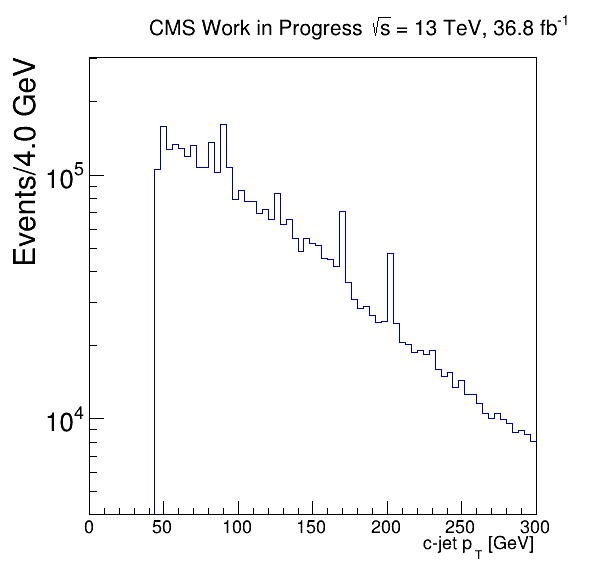 CMS Work in Progress √s = 13 TeV, 36.8 fb⁻¹
Events/4.0 GeV
10⁵
10⁴
0 50 100 150 200 250 300
c-jet p_T [GeV]